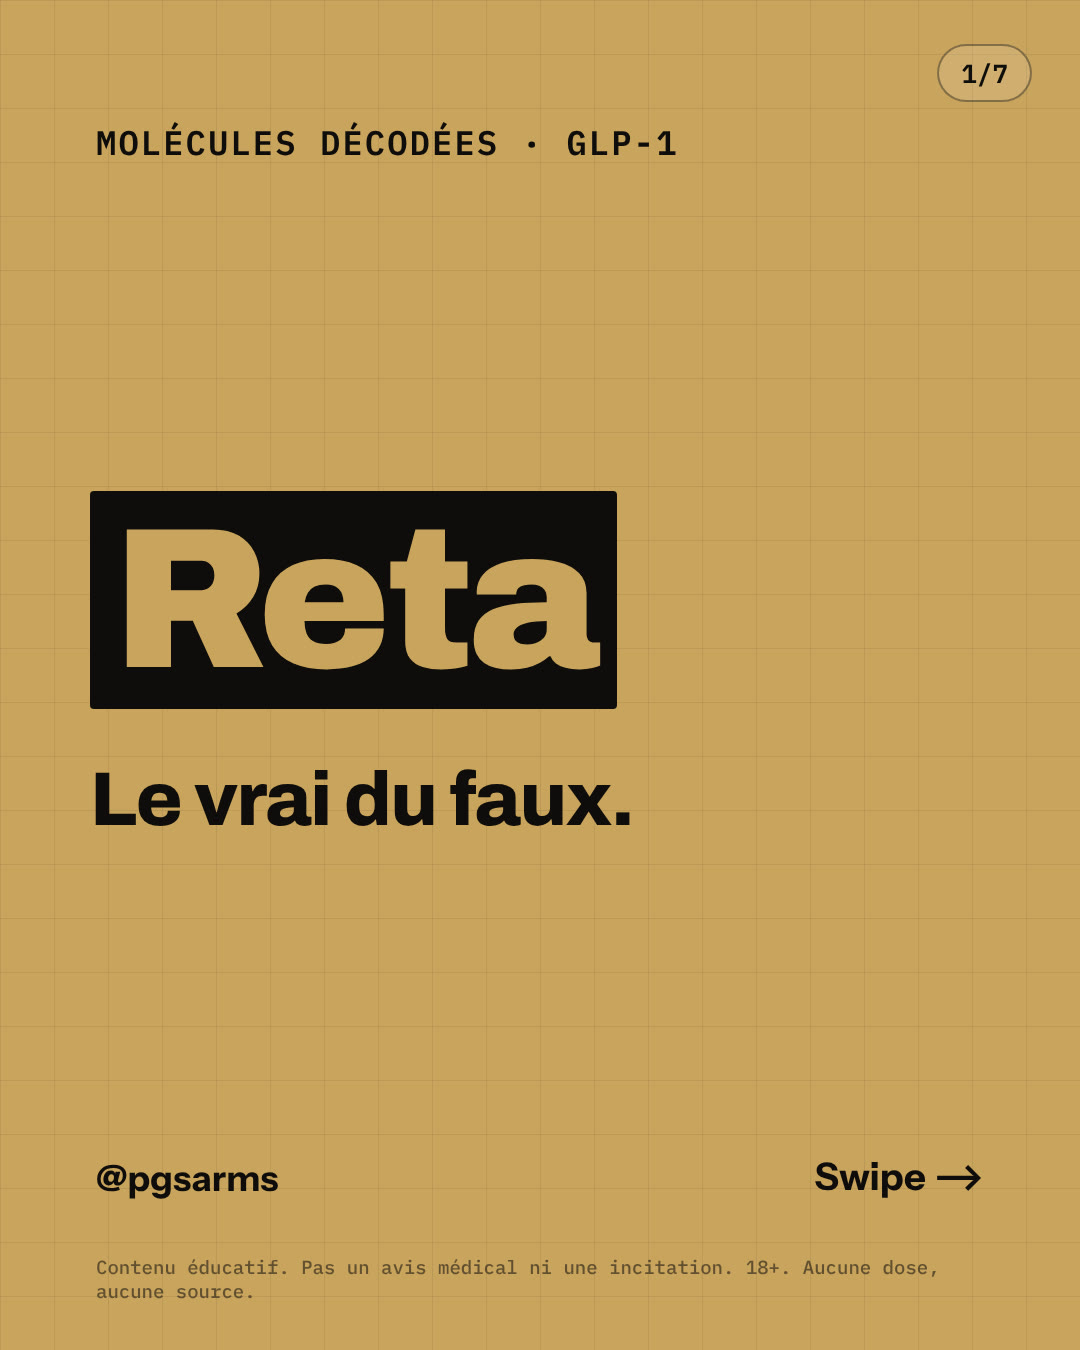 1/7
MOLÉCULES DÉCODÉES · GLP-1
Reta
Le vrai du faux.
@pgsarms
Swipe →
Contenu éducatif. Pas un avis médical ni une incitation. 18+. Aucune dose,
aucune source.